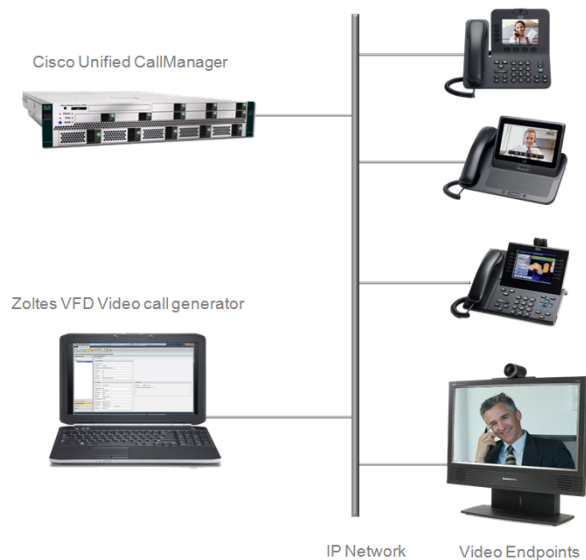 Cisco Unified CallManager
Zoltes VFD Video call generator
IP Network
Video Endpoints